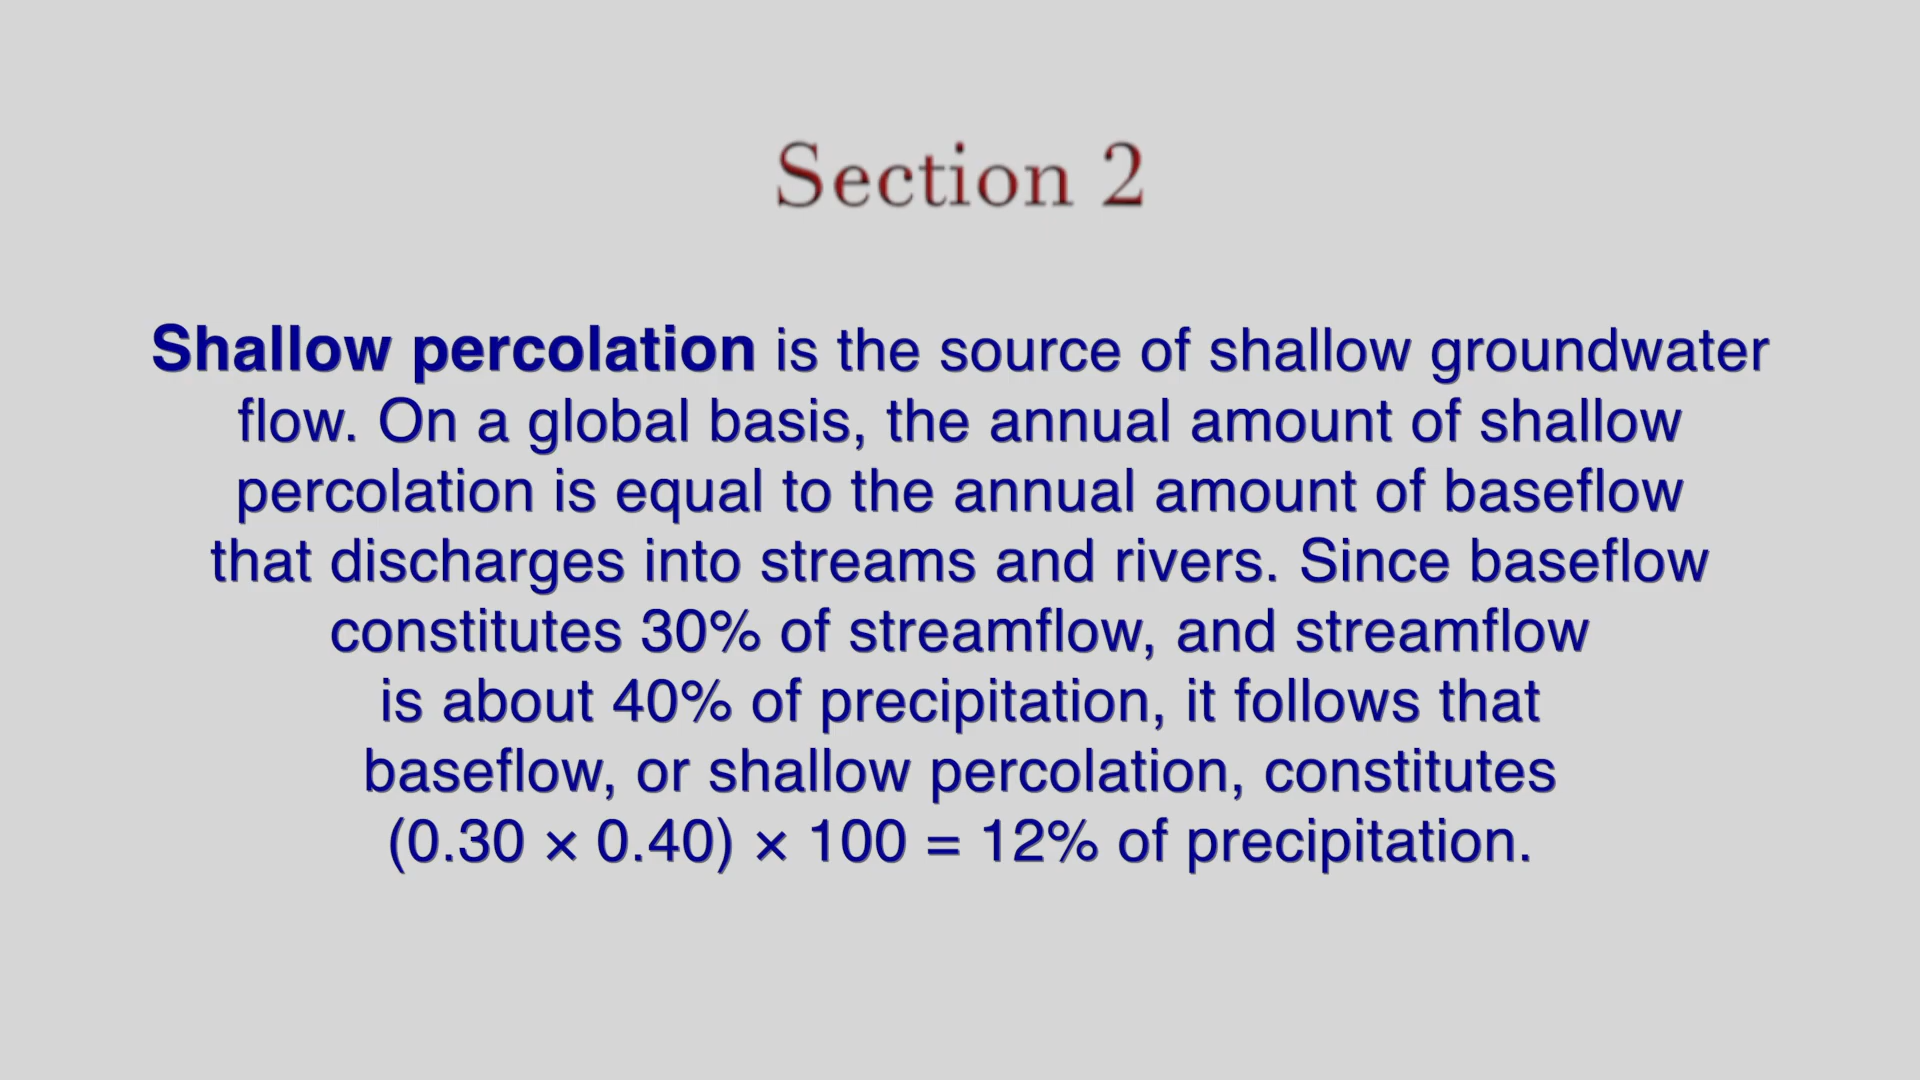 Section 2
Shallow percolation is the source of shallow groundwater
flow. On a global basis, the annual amount of shallow
percolation is equal to the annual amount of baseflow
that discharges into streams and rivers. Since baseflow
constitutes 30% of streamflow, and streamflow
is about 40% of precipitation, it follows that
baseflow, or shallow percolation, constitutes
(0.30 × 0.40) × 100 = 12% of precipitation.